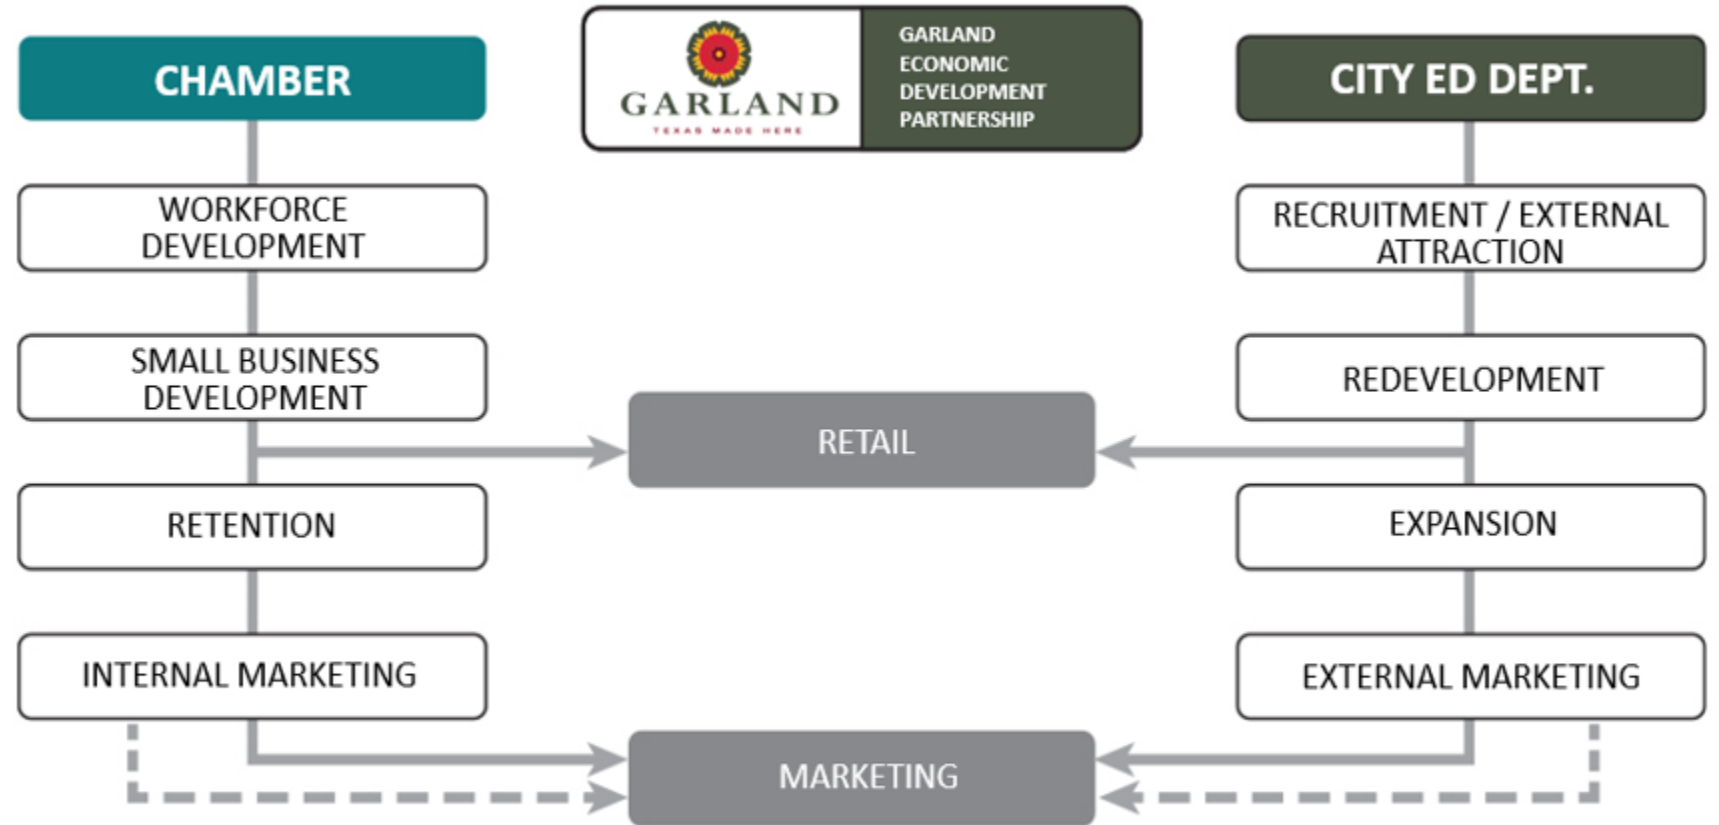 CHAMBER
GARLAND
TEXAS MADE HERE
GARLAND
ECONOMIC
DEVELOPMENT
PARTNERSHIP
CITY ED DEPT.
WORKFORCE
DEVELOPMENT
RECRUITMENT / EXTERNAL
ATTRACTION
SMALL BUSINESS
DEVELOPMENT
REDEVELOPMENT
RETAIL
RETENTION
EXPANSION
INTERNAL MARKETING
EXTERNAL MARKETING
MARKETING